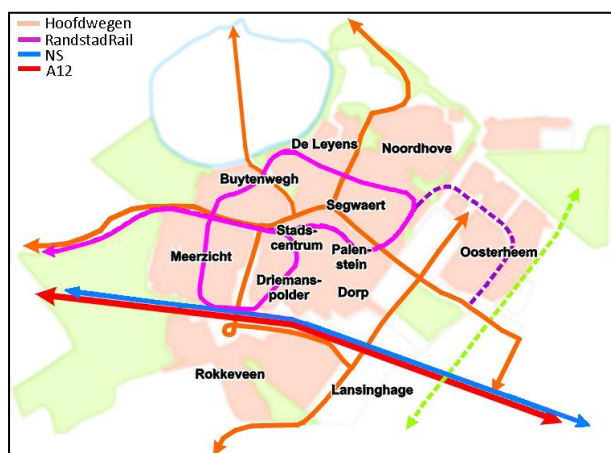 Hoofdwegen
RandstadRail
NS
A12
De Leyens
Noordhove
Buytenwegh
Segwaert
Stads-
centrum
Palen-
stein
Oosterheem
Meerzicht
Driemans-
polder
Dorp
Rokkeveen
Lansinghage